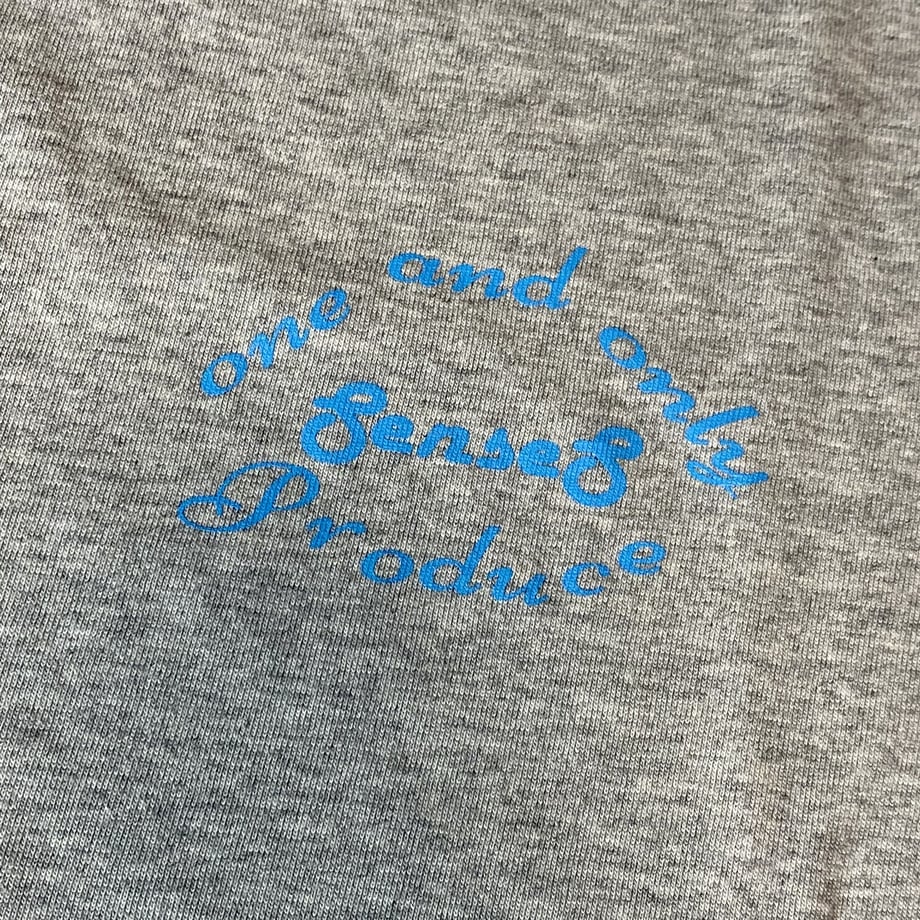 one and only
SenseS
Produce